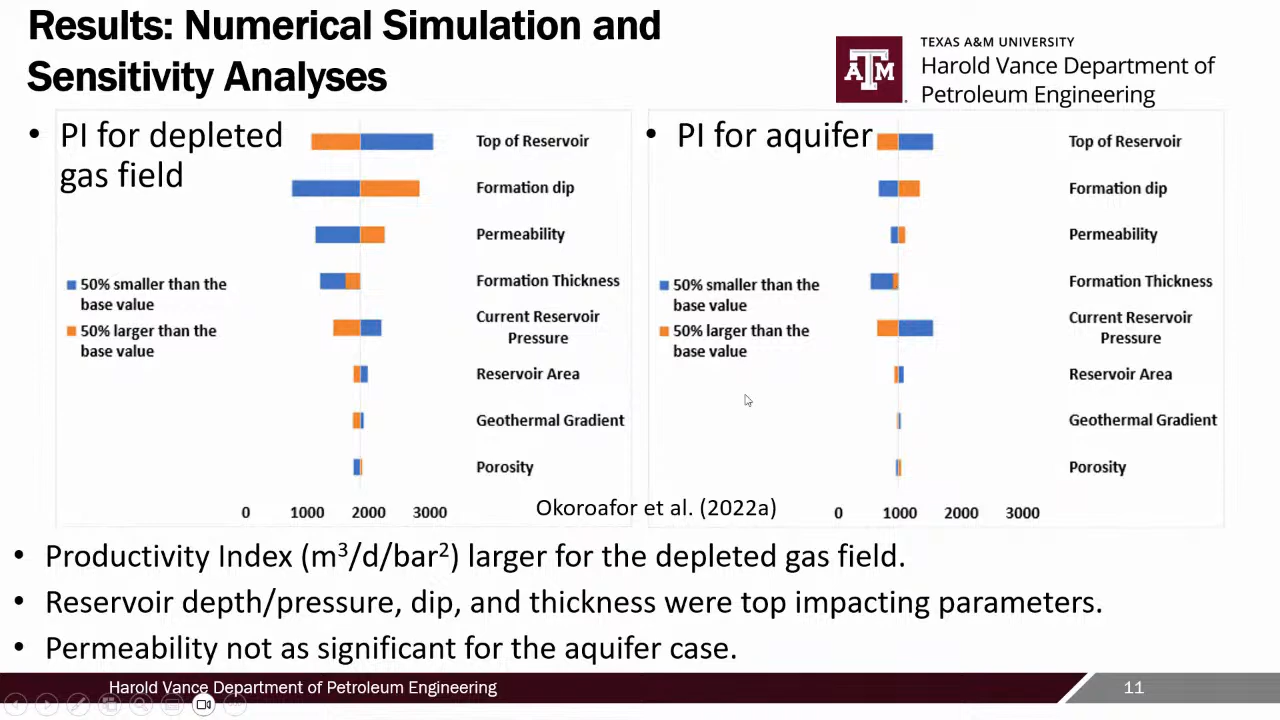 Results: Numerical Simulation and
Sensitivity Analyses
TEXAS A&M UNIVERSITY
Harold Vance Department of
Petroleum Engineering
ATM
• PI for depleted
gas field
Top of Reservoir
Formation dip
Permeability
Formation Thickness
Current Reservoir
Pressure
Reservoir Area
Geothermal Gradient
Porosity
50% smaller than the
base value
50% larger than the
base value
0 1000 2000 3000
• PI for aquifer
Top of Reservoir
Formation dip
Permeability
Formation Thickness
Current Reservoir
Pressure
Reservoir Area
Geothermal Gradient
Porosity
50% smaller than the
base value
50% larger than the
base value
0 1000 2000 3000
Okoroafor et al. (2022a)
• Productivity Index (m³/d/bar²) larger for the depleted gas field.
• Reservoir depth/pressure, dip, and thickness were top impacting parameters.
• Permeability not as significant for the aquifer case.
Harold Vance Department of Petroleum Engineering
11